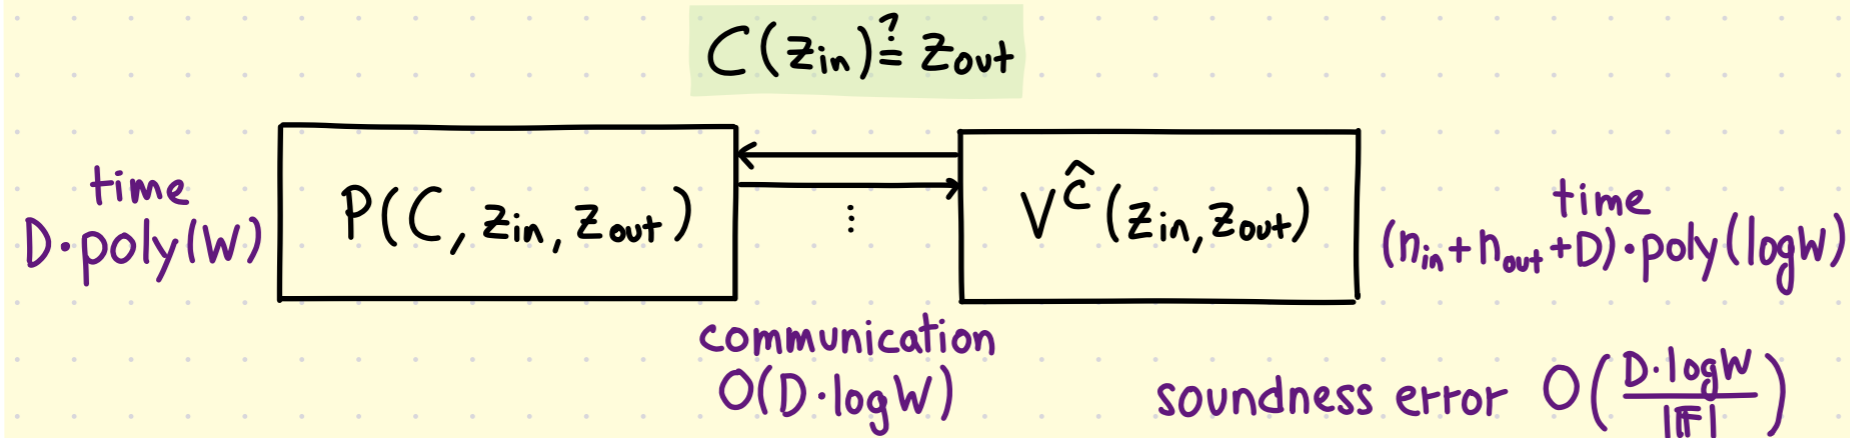 C(z_in) ?= z_out
time
D·poly(W)
P(C, z_in, z_out)
⋮
V^Ĉ(z_in, z_out)
time
(n_in + n_out + D)·poly(log W)
communication
O(D·log W)
soundness error O(D·log W / |𝔽|)